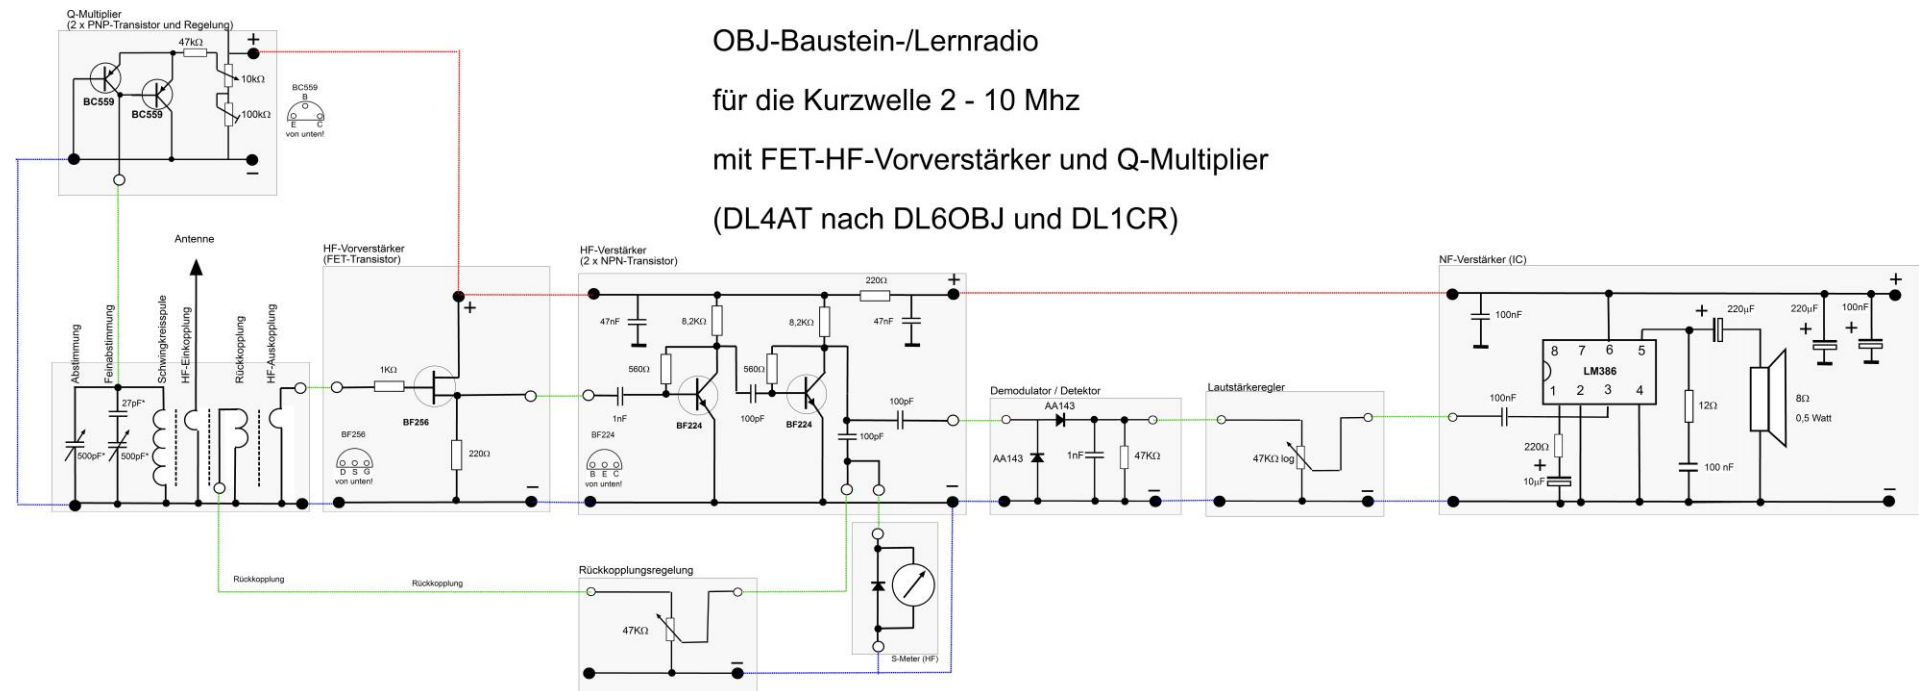 Q-Multiplier
(2 x PNP-Transistor und Regelung)
47kΩ
+
10kΩ
BC559
BC559
100kΩ
–
BC559
B
E C
von unten!
OBJ-Baustein-/Lernradio
für die Kurzwelle 2 - 10 Mhz
mit FET-HF-Vorverstärker und Q-Multiplier
(DL4AT nach DL6OBJ und DL1CR)
Antenne
Abstimmung
Feinabstimmung
Schwingkreisspule
HF-Einkopplung
Rückkopplung
HF-Auskopplung
27pF*
500pF*
500pF*
HF-Vorverstärker
(FET-Transistor)
+
1KΩ
BF256
BF256
D S G
von unten!
220Ω
–
HF-Verstärker
(2 x NPN-Transistor)
220Ω
+
47nF
8,2KΩ
8,2KΩ
47nF
560Ω
560Ω
1nF
BF224
100pF
BF224
100pF
100pF
BF224
B E C
von unten!
–
Demodulator / Detektor
AA143
AA143
1nF
47KΩ
–
Lautstärkeregler
47KΩ log
–
NF-Verstärker (IC)
+
100nF
220µF
+
220µF
+
100nF
+
8 7 6 5
LM386
1 2 3 4
100nF
12Ω
8Ω
0,5 Watt
220Ω
+
10µF
100 nF
–
Rückkopplung
Rückkopplung
Rückkopplungsregelung
47KΩ
–
S-Meter (HF)